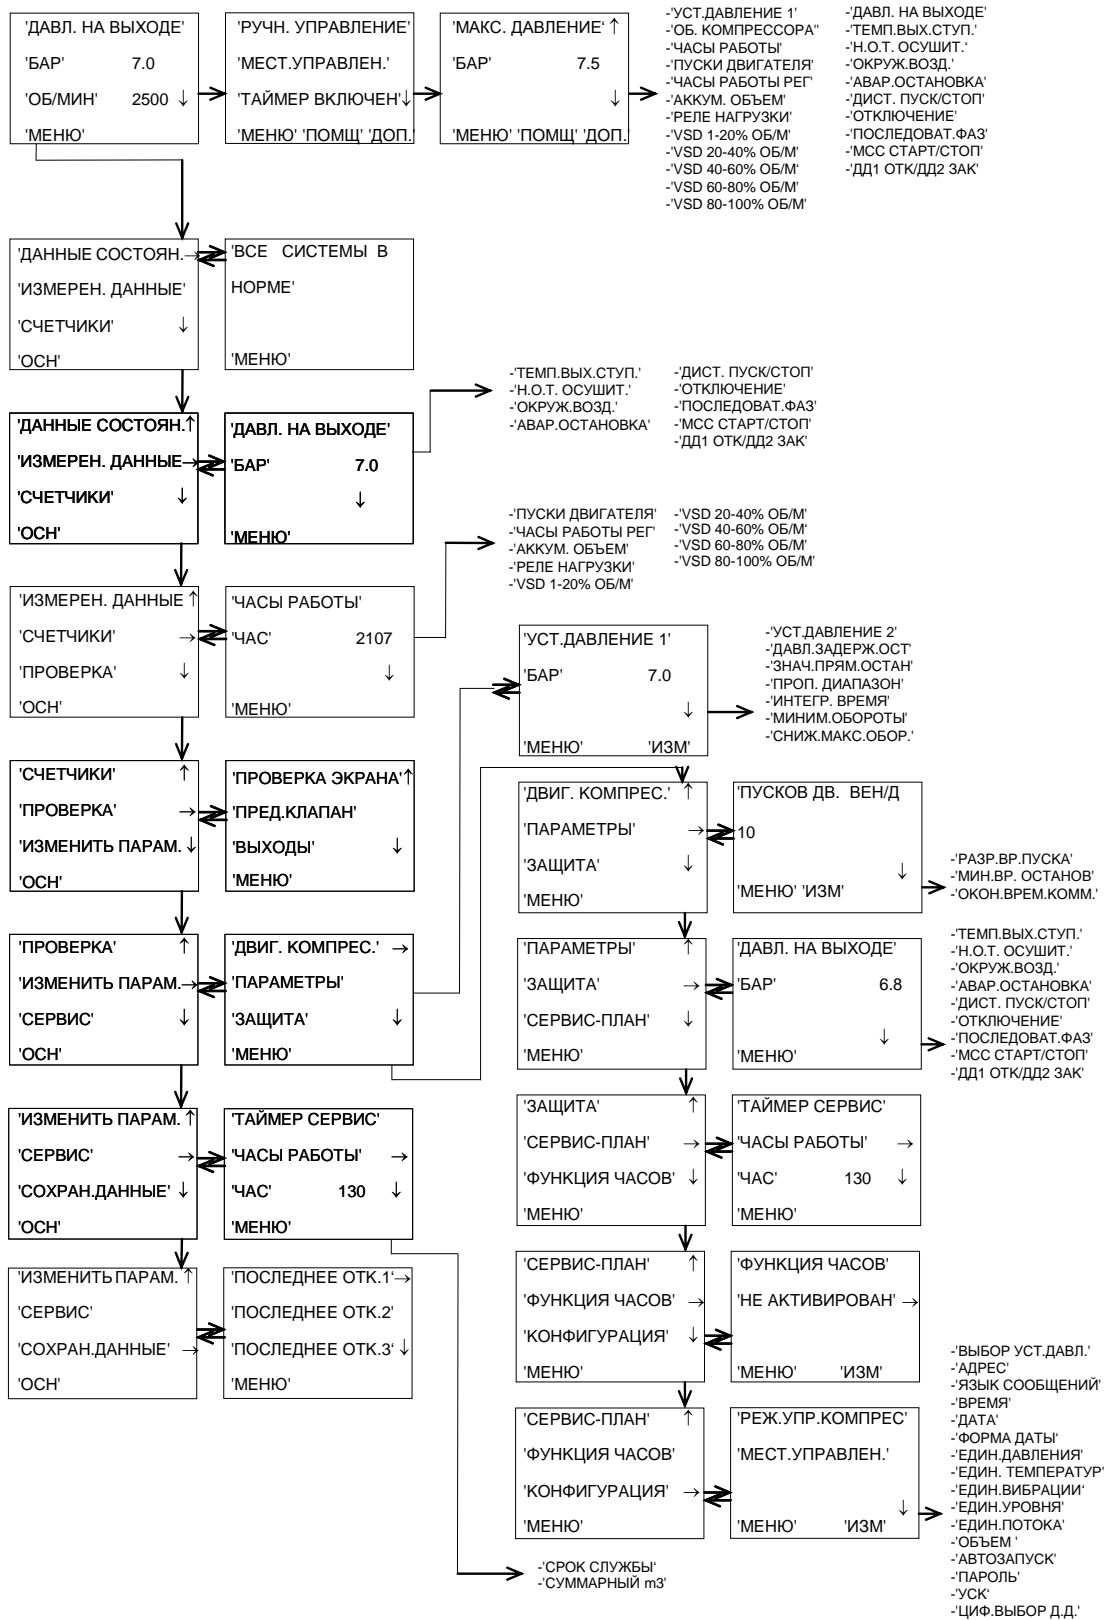 'ДАВЛ. НА ВЫХОДЕ'
'БАР' 7.0
'ОБ/МИН' 2500 ↓
'МЕНЮ'
'РУЧН. УПРАВЛЕНИЕ'
'МЕСТ.УПРАВЛЕН.'
'ТАЙМЕР ВКЛЮЧЕН'↓
'МЕНЮ' 'ПОМЩ' 'ДОП.'
'МАКС. ДАВЛЕНИЕ' ↑
'БАР' 7.5
↓
'МЕНЮ' 'ПОМЩ' 'ДОП.'
-'УСТ.ДАВЛЕНИЕ 1'
-'ОБ. КОМПРЕССОРА''
-'ЧАСЫ РАБОТЫ'
-'ПУСКИ ДВИГАТЕЛЯ'
-'ЧАСЫ РАБОТЫ РЕГ'
-'АККУМ. ОБЪЕМ'
-'РЕЛЕ НАГРУЗКИ'
-'VSD 1-20% ОБ/М'
-'VSD 20-40% ОБ/М'
-'VSD 40-60% ОБ/М'
-'VSD 60-80% ОБ/М'
-'VSD 80-100% ОБ/М'
-'ДАВЛ. НА ВЫХОДЕ'
-'ТЕМП.ВЫХ.СТУП.'
-'Н.О.Т. ОСУШИТ.'
-'ОКРУЖ.ВОЗД.'
-'АВАР.ОСТАНОВКА'
-'ДИСТ. ПУСК/СТОП'
-'ОТКЛЮЧЕНИЕ'
-'ПОСЛЕДОВАТ.ФАЗ'
-'МСС СТАРТ/СТОП'
-'ДД1 ОТК/ДД2 ЗАК'
'ДАННЫЕ СОСТОЯН.→
'ИЗМЕРЕН. ДАННЫЕ'
'СЧЕТЧИКИ' ↓
'ОСН'
'ВСЕ СИСТЕМЫ В
НОРМЕ'
'МЕНЮ'
'ДАННЫЕ СОСТОЯН.↑
'ИЗМЕРЕН. ДАННЫЕ→
'СЧЕТЧИКИ' ↓
'ОСН'
'ДАВЛ. НА ВЫХОДЕ'
'БАР' 7.0
↓
'МЕНЮ'
-'ТЕМП.ВЫХ.СТУП.'
-'Н.О.Т. ОСУШИТ.'
-'ОКРУЖ.ВОЗД.'
-'АВАР.ОСТАНОВКА'
-'ДИСТ. ПУСК/СТОП'
-'ОТКЛЮЧЕНИЕ'
-'ПОСЛЕДОВАТ.ФАЗ'
-'МСС СТАРТ/СТОП'
-'ДД1 ОТК/ДД2 ЗАК'
'ИЗМЕРЕН. ДАННЫЕ ↑
'СЧЕТЧИКИ' →
'ПРОВЕРКА' ↓
'ОСН'
'ЧАСЫ РАБОТЫ'
'ЧАС' 2107
↓
'МЕНЮ'
-'ПУСКИ ДВИГАТЕЛЯ'
-'ЧАСЫ РАБОТЫ РЕГ'
-'АККУМ. ОБЪЕМ'
-'РЕЛЕ НАГРУЗКИ'
-'VSD 1-20% ОБ/М'
-'VSD 20-40% ОБ/М'
-'VSD 40-60% ОБ/М'
-'VSD 60-80% ОБ/М'
-'VSD 80-100% ОБ/М'
'УСТ.ДАВЛЕНИЕ 1'
'БАР' 7.0
↓
'МЕНЮ' 'ИЗМ'
-'УСТ.ДАВЛЕНИЕ 2'
-'ДАВЛ.ЗАДЕРЖ.ОСТ'
-'ЗНАЧ.ПРЯМ.ОСТАН
-'ПРОП. ДИАПАЗОН'
-'ИНТЕГР. ВРЕМЯ'
-'МИНИМ.ОБОРОТЫ'
-'СНИЖ.МАКС.ОБОР.'
'СЧЕТЧИКИ' ↑
'ПРОВЕРКА' →
'ИЗМЕНИТЬ ПАРАМ.↓
'ОСН'
'ПРОВЕРКА ЭКРАНА'↑
'ПРЕД.КЛАПАН'
'ВЫХОДЫ' ↓
'МЕНЮ'
'ДВИГ. КОМПРЕС.' ↑
'ПАРАМЕТРЫ' →
'ЗАЩИТА' ↓
'МЕНЮ'
'ПУСКОВ ДВ. ВЕН/Д
10
↓
'МЕНЮ' 'ИЗМ'
-'РАЗР.ВР.ПУСКА'
-'МИН.ВР. ОСТАНОВ'
-'ОКОН.ВРЕМ.КОММ.'
'ПРОВЕРКА' ↑
'ИЗМЕНИТЬ ПАРАМ.→
'СЕРВИС' ↓
'ОСН'
'ДВИГ. КОМПРЕС.' →
'ПАРАМЕТРЫ'
'ЗАЩИТА' ↓
'МЕНЮ'
'ПАРАМЕТРЫ' ↑
'ЗАЩИТА' →
'СЕРВИС-ПЛАН' ↓
'МЕНЮ'
'ДАВЛ. НА ВЫХОДЕ'
'БАР' 6.8
↓
'МЕНЮ'
-'ТЕМП.ВЫХ.СТУП.'
-'Н.О.Т. ОСУШИТ.'
-'ОКРУЖ.ВОЗД.'
-'АВАР.ОСТАНОВКА'
-'ДИСТ. ПУСК/СТОП'
-'ОТКЛЮЧЕНИЕ'
-'ПОСЛЕДОВАТ.ФАЗ'
-'МСС СТАРТ/СТОП'
-'ДД1 ОТК/ДД2 ЗАК'
'ИЗМЕНИТЬ ПАРАМ. ↑
'СЕРВИС' →
'СОХРАН.ДАННЫЕ' ↓
'ОСН'
'ТАЙМЕР СЕРВИС'
'ЧАСЫ РАБОТЫ' →
'ЧАС' 130 ↓
'МЕНЮ'
'ЗАЩИТА' ↑
'СЕРВИС-ПЛАН' →
'ФУНКЦИЯ ЧАСОВ' ↓
'МЕНЮ'
'ТАЙМЕР СЕРВИС'
'ЧАСЫ РАБОТЫ' →
'ЧАС' 130 ↓
'МЕНЮ'
'ИЗМЕНИТЬ ПАРАМ. ↑
'СЕРВИС'
'СОХРАН.ДАННЫЕ' →
'ОСН'
'ПОСЛЕДНЕЕ ОТК.1'→
'ПОСЛЕДНЕЕ ОТК.2'
'ПОСЛЕДНЕЕ ОТК.3' ↓
'МЕНЮ'
'СЕРВИС-ПЛАН' ↑
'ФУНКЦИЯ ЧАСОВ' →
'КОНФИГУРАЦИЯ' ↓
'МЕНЮ'
'ФУНКЦИЯ ЧАСОВ'
'НЕ АКТИВИРОВАН' →
'МЕНЮ' 'ИЗМ'
'СЕРВИС-ПЛАН' ↑
'ФУНКЦИЯ ЧАСОВ'
'КОНФИГУРАЦИЯ' →
'МЕНЮ'
'РЕЖ.УПР.КОМПРЕС'
'МЕСТ.УПРАВЛЕН.'
↓
'МЕНЮ' 'ИЗМ'
-'ВЫБОР УСТ.ДАВЛ.'
-'АДРЕС'
-'ЯЗЫК СООБЩЕНИЙ'
-'ВРЕМЯ'
-'ДАТА'
-'ФОРМА ДАТЫ'
-'ЕДИН.ДАВЛЕНИЯ'
-'ЕДИН. ТЕМПЕРАТУР'
-'ЕДИН.ВИБРАЦИИ'
-'ЕДИН.УРОВНЯ'
-'ЕДИН.ПОТОКА'
-'ОБЪЕМ '
-'АВТОЗАПУСК'
-'ПАРОЛЬ'
-'УСК'
-'ЦИФ.ВЫБОР Д.Д.'
-'СРОК СЛУЖБЫ'
-'СУММАРНЫЙ m3'